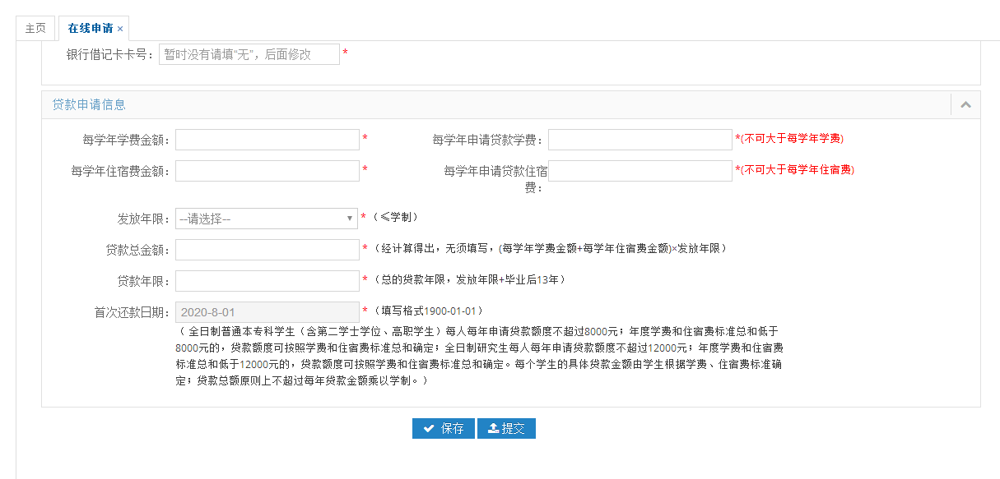 主页 在线申请 ×
银行借记卡卡号： 暂时没有请填“无”，后面修改 *
贷款申请信息
每学年学费金额： * 每学年申请贷款学费： *(不可大于每学年学费)
每学年住宿费金额： * 每学年申请贷款住宿 *(不可大于每学年住宿费)
费：
发放年限： --请选择-- *（≤学制）
贷款总金额： *（经计算得出，无须填写，(每学年学费金额+每学年住宿费金额)×发放年限）
贷款年限： *（总的贷款年限，发放年限+毕业后13年）
首次还款日期： 2020-8-01 *（填写格式1900-01-01）
（ 全日制普通本专科学生（含第二学士学位、高职学生）每人每年申请贷款额度不超过8000元；年度学费和住宿费标准总和低于
8000元的，贷款额度可按照学费和住宿费标准总和确定；全日制研究生每人每年申请贷款额度不超过12000元；年度学费和住宿费
标准总和低于12000元的，贷款额度可按照学费和住宿费标准总和确定。每个学生的具体贷款金额由学生根据学费、住宿费标准确
定；贷款总额原则上不超过每年贷款金额乘以学制。）
保存 提交